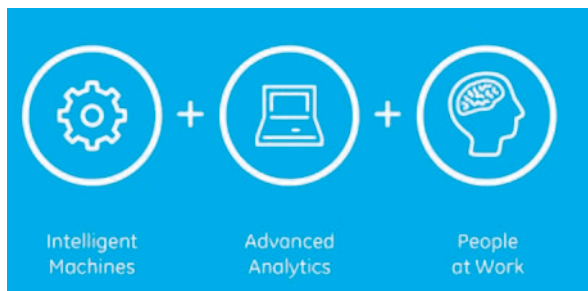 + +
Intelligent Advanced People
Machines Analytics at Work